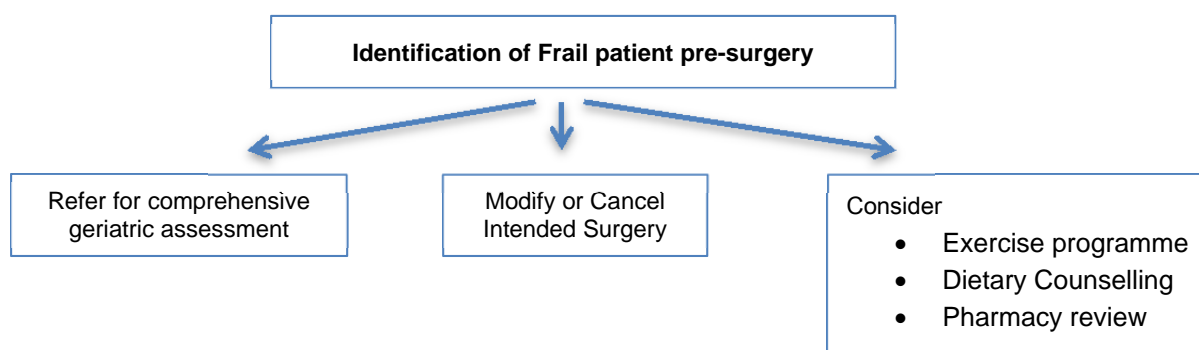 Identification of Frail patient pre-surgery
Refer for comprehensive
geriatric assessment
Modify or Cancel
Intended Surgery
Consider
• Exercise programme
• Dietary Counselling
• Pharmacy review